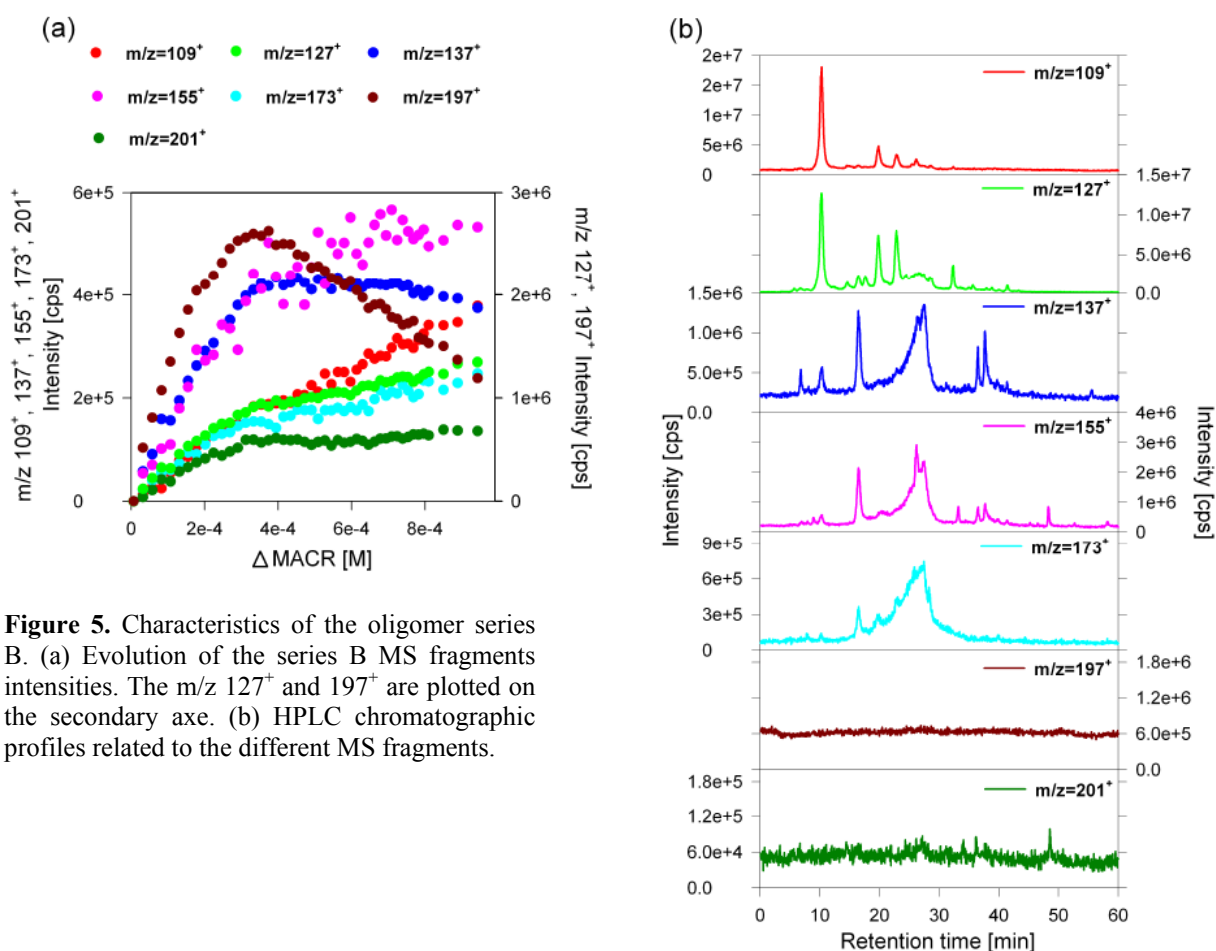 (a)
m/z=109+ m/z=127+ m/z=137+
m/z=155+ m/z=173+ m/z=197+
m/z=201+
m/z 109+, 137+, 155+, 173+, 201+
Intensity [cps]
6e+5
4e+5
2e+5
0
3e+6
2e+6
1e+6
0
m/z 127+, 197+ Intensity [cps]
0 2e-4 4e-4 6e-4 8e-4
Δ MACR [M]
Figure 5. Characteristics of the oligomer series
B. (a) Evolution of the series B MS fragments
intensities. The m/z 127+ and 197+ are plotted on
the secondary axe. (b) HPLC chromatographic
profiles related to the different MS fragments.
(b)
2e+7
2e+7
1e+7
5e+6
0
m/z=109+
1.5e+7
1.0e+7
5.0e+6
0.0
m/z=127+
1.5e+6
1.0e+6
5.0e+5
0.0
m/z=137+
4e+6
3e+6
2e+6
1e+6
0
m/z=155+
Intensity [cps]
Intensity [cps]
9e+5
6e+5
3e+5
0
m/z=173+
1.8e+6
1.2e+6
6.0e+5
0.0
m/z=197+
1.8e+5
1.2e+5
6.0e+4
0.0
m/z=201+
0 10 20 30 40 50 60
Retention time [min]